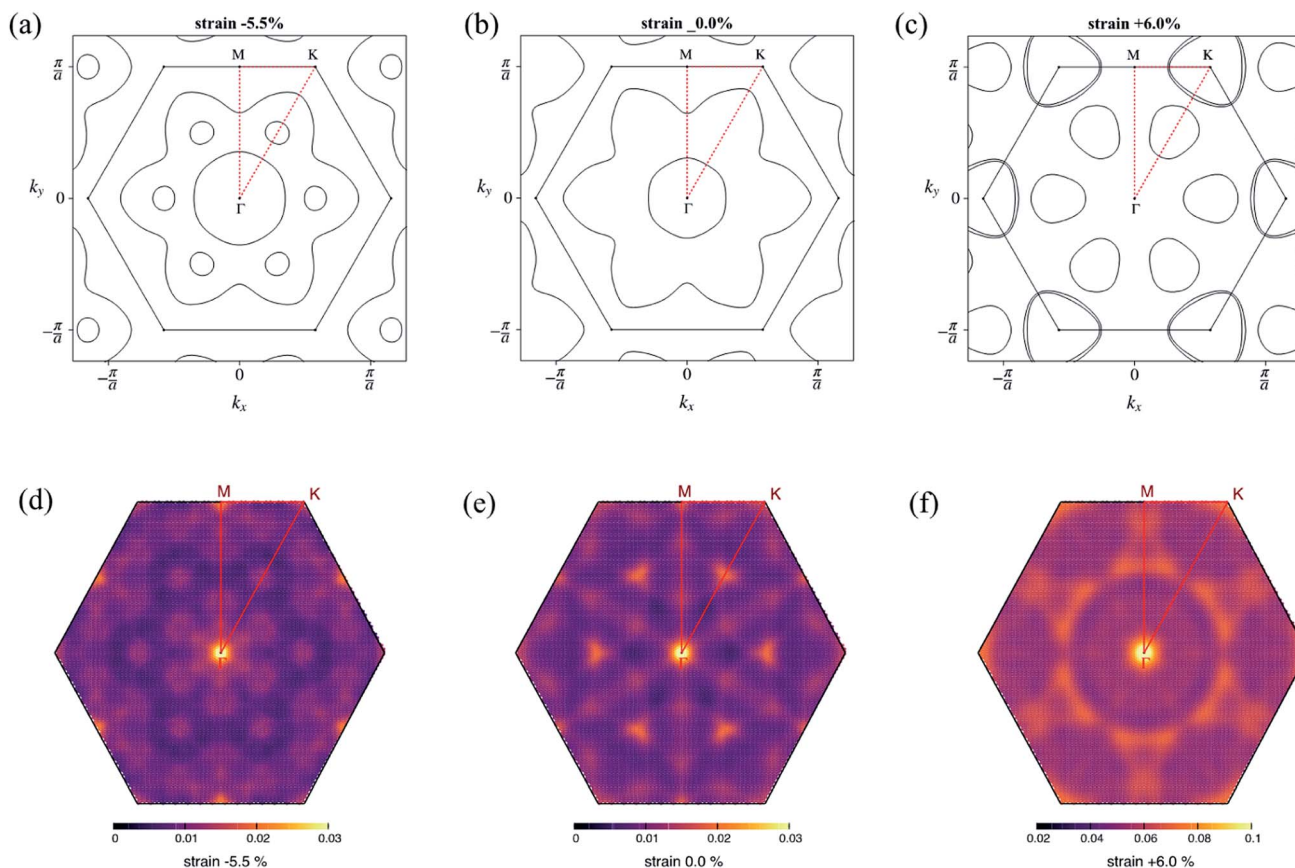 (a)
strain -5.5%
π/a
M
K
k_y
0
Γ
-π/a
-π/a
0
π/a
k_x
(b)
strain _0.0%
π/a
M
K
k_y
0
Γ
-π/a
-π/a
0
π/a
k_x
(c)
strain +6.0%
π/a
M
K
k_y
0
Γ
-π/a
-π/a
0
π/a
k_x
(d)
M
K
Γ
0 0.01 0.02 0.03
strain -5.5 %
(e)
M
K
Γ
0 0.01 0.02 0.03
strain 0.0 %
(f)
M
K
Γ
0.02 0.04 0.06 0.08 0.1
strain +6.0 %